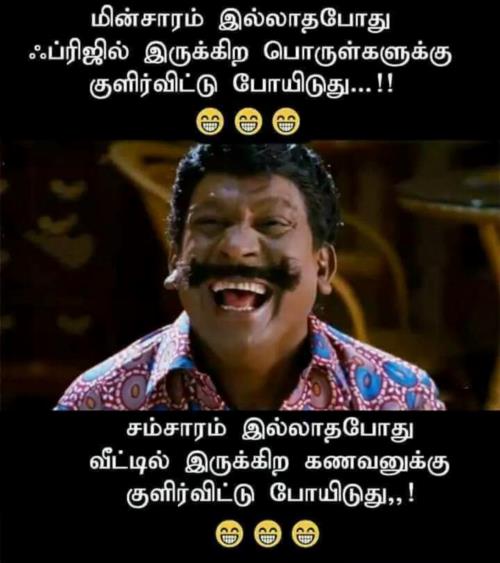 மின்சாரம் இல்லாதபோது
ஃப்ரிஜில் இருக்கிற பொருள்களுக்கு
குளிர்விட்டு போயிடுது...!!
😁 😁 😁
சம்சாரம் இல்லாதபோது
வீட்டில் இருக்கிற கணவனுக்கு
குளிர்விட்டு போயிடுது,,!
😁 😁 😁